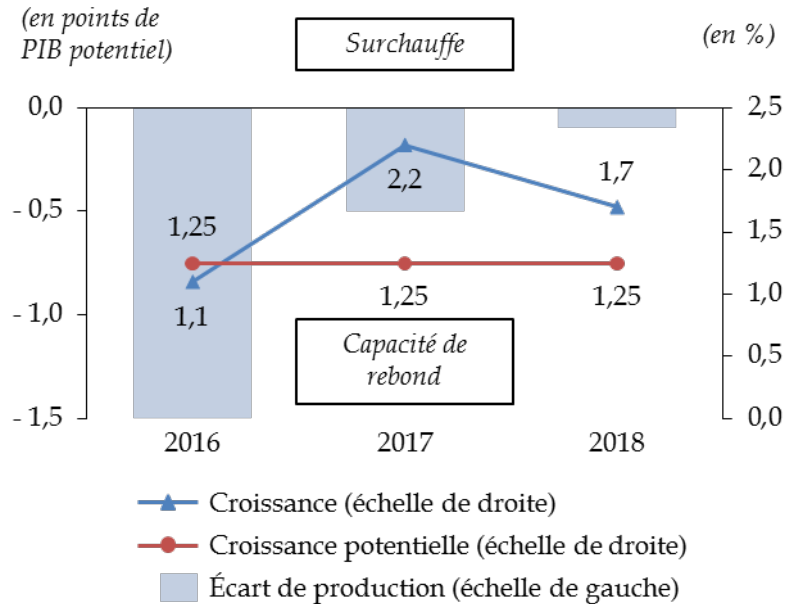 (en points de
PIB potentiel)
Surchauffe
(en %)
0,0
- 0,5
- 1,0
- 1,5
2,5
2,0
1,5
1,0
0,5
0,0
1,25
1,1
2,2
1,25
1,7
1,25
Capacité de
rebond
2016
2017
2018
Croissance (échelle de droite)
Croissance potentielle (échelle de droite)
Écart de production (échelle de gauche)